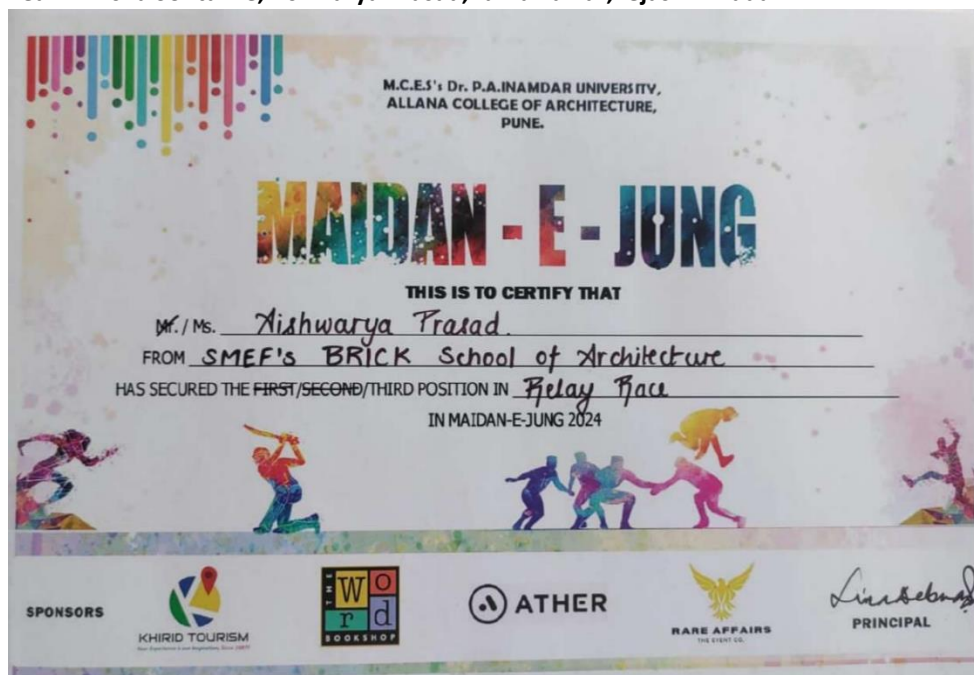 M.C.E.S's Dr. P.A.INAMDAR UNIVERSITY,
ALLANA COLLEGE OF ARCHITECTURE,
PUNE.
MAIDAN - E - JUNG
THIS IS TO CERTIFY THAT
Mr. / Ms. Aishwarya Prasad.
FROM SMEF's BRICK School of Architecture
HAS SECURED THE FIRST/SECOND/THIRD POSITION IN Relay Race
IN MAIDAN-E-JUNG 2024
SPONSORS
KHIRID TOURISM
THE Word BOOKSHOP
ATHER
RARE AFFAIRS
THE EVENT CO.
PRINCIPAL